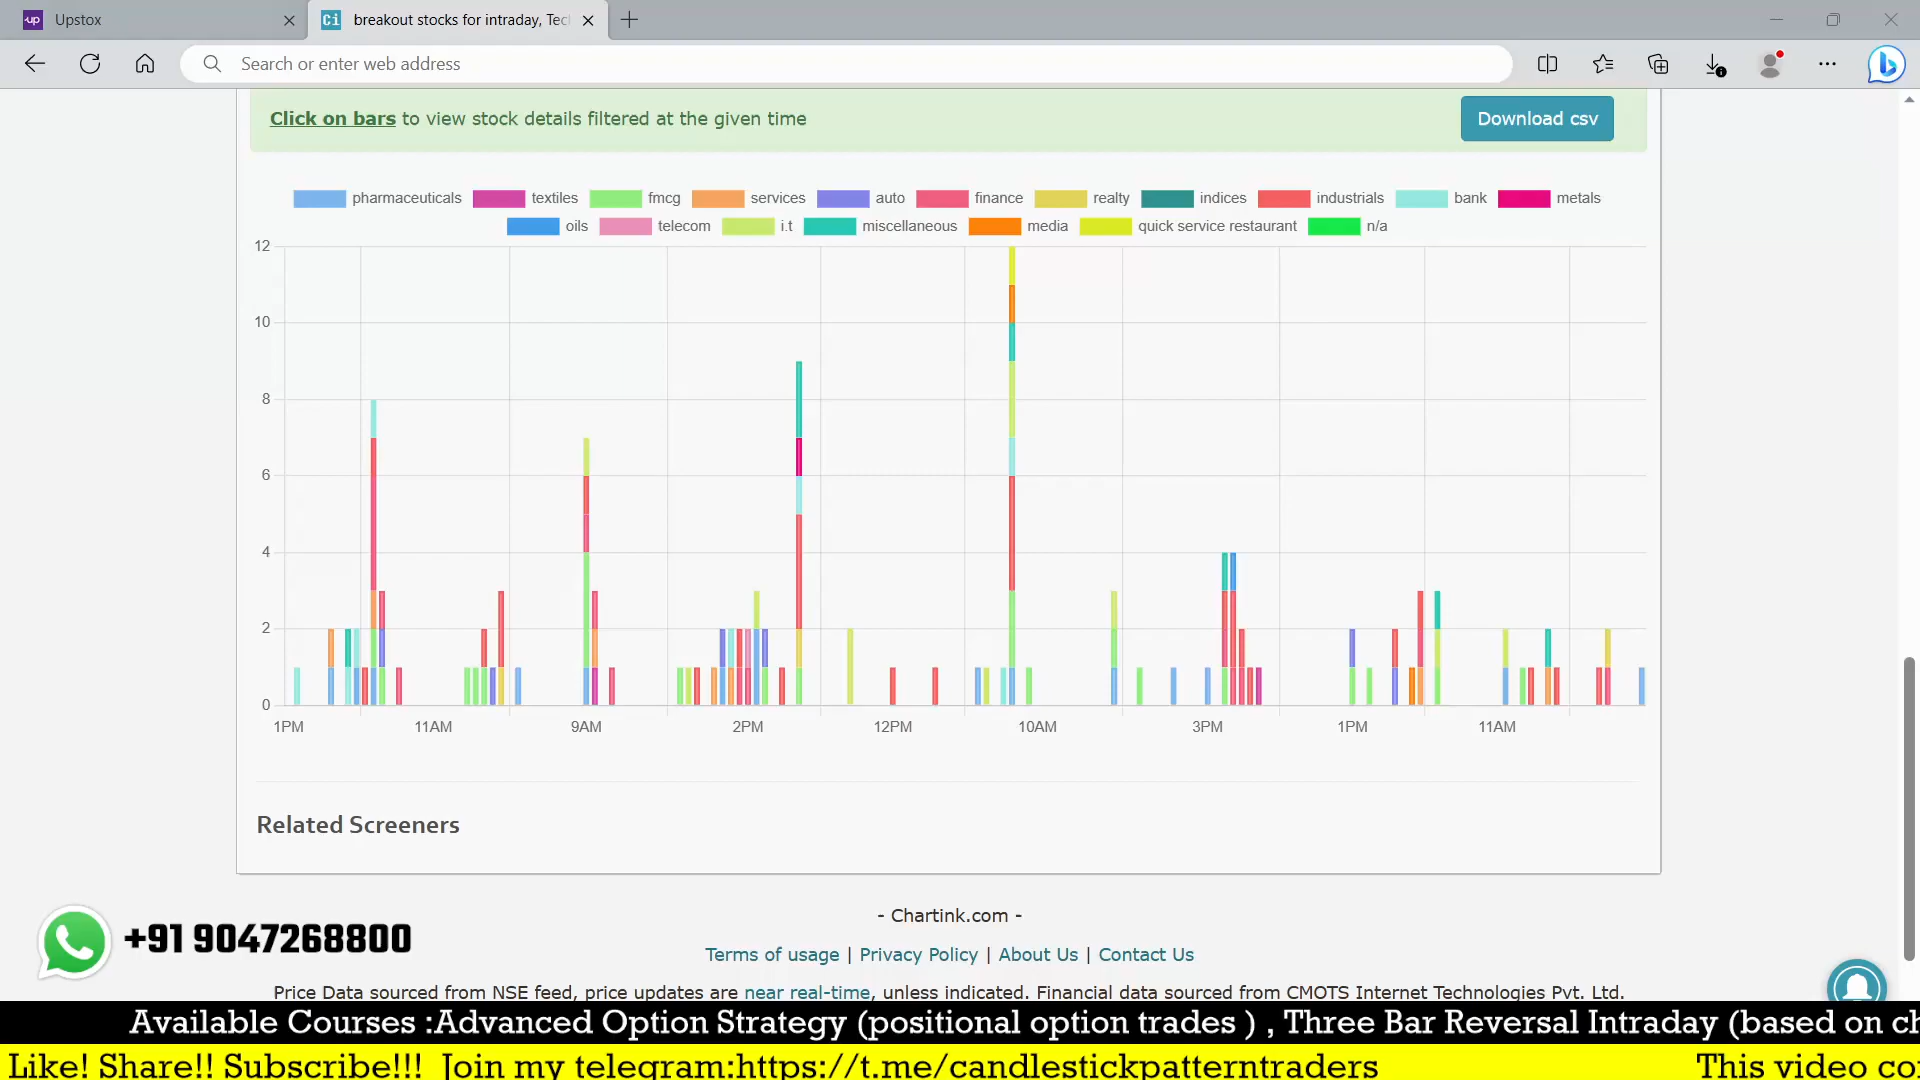 Upstox
breakout stocks for intraday, Tec
Search or enter web address
Click on bars to view stock details filtered at the given time
Download csv
pharmaceuticals textiles fmcg services auto finance realty indices industrials bank metals
oils telecom i.t miscellaneous media quick service restaurant n/a
12
10
8
6
4
2
0
1PM 11AM 9AM 2PM 12PM 10AM 3PM 1PM 11AM
Related Screeners
- Chartink.com -
+91 9047268800
Terms of usage | Privacy Policy | About Us | Contact Us
Price Data sourced from NSE feed, price updates are near real-time, unless indicated. Financial data sourced from CMOTS Internet Technologies Pvt. Ltd.
Available Courses :Advanced Option Strategy (positional option trades ) , Three Bar Reversal Intraday (based on ch
Like! Share!! Subscribe!!! Join my telegram:https://t.me/candlestickpatterntraders This video co